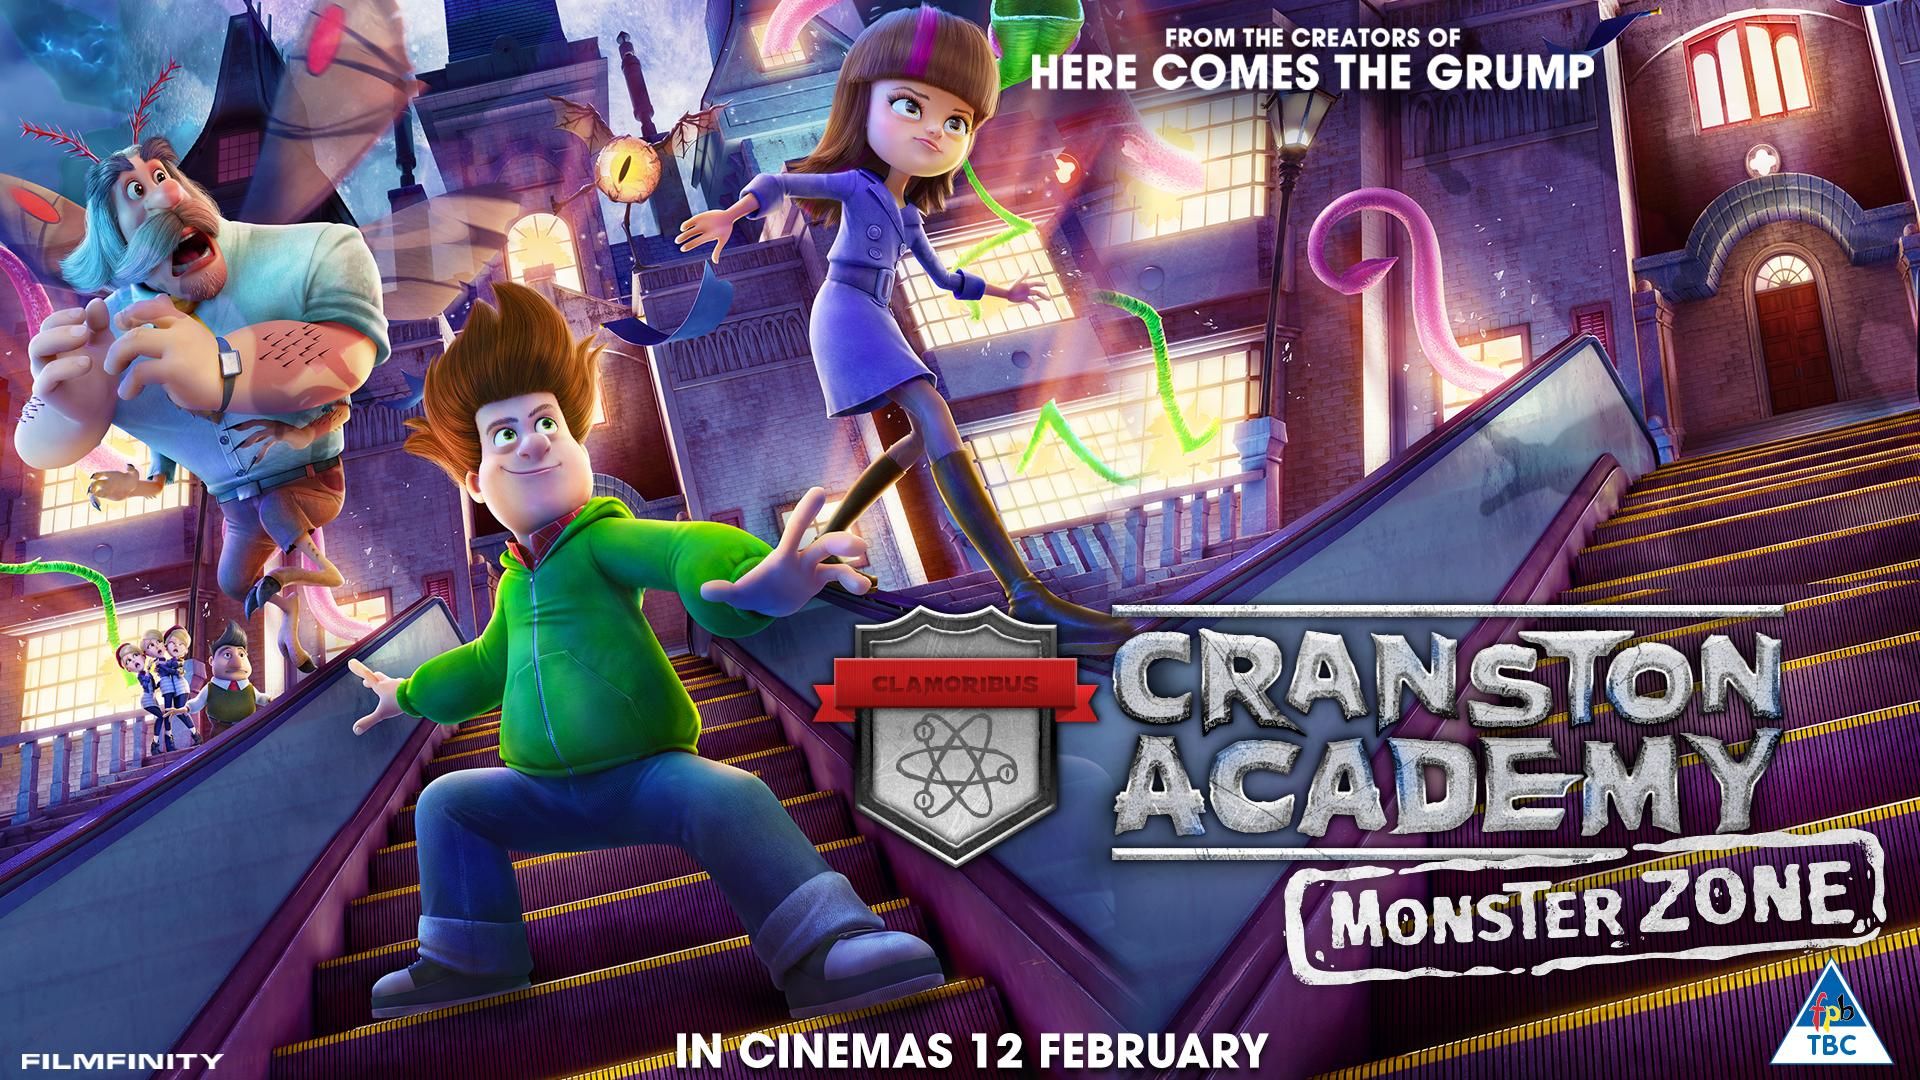 FROM THE CREATORS OF
HERE COMES THE GRUMP
CLAMORIBUS
CRANSTON
ACADEMY
MONSTER ZONE
IN CINEMAS 12 FEBRUARY
FILMFINITY
fpb
TBC